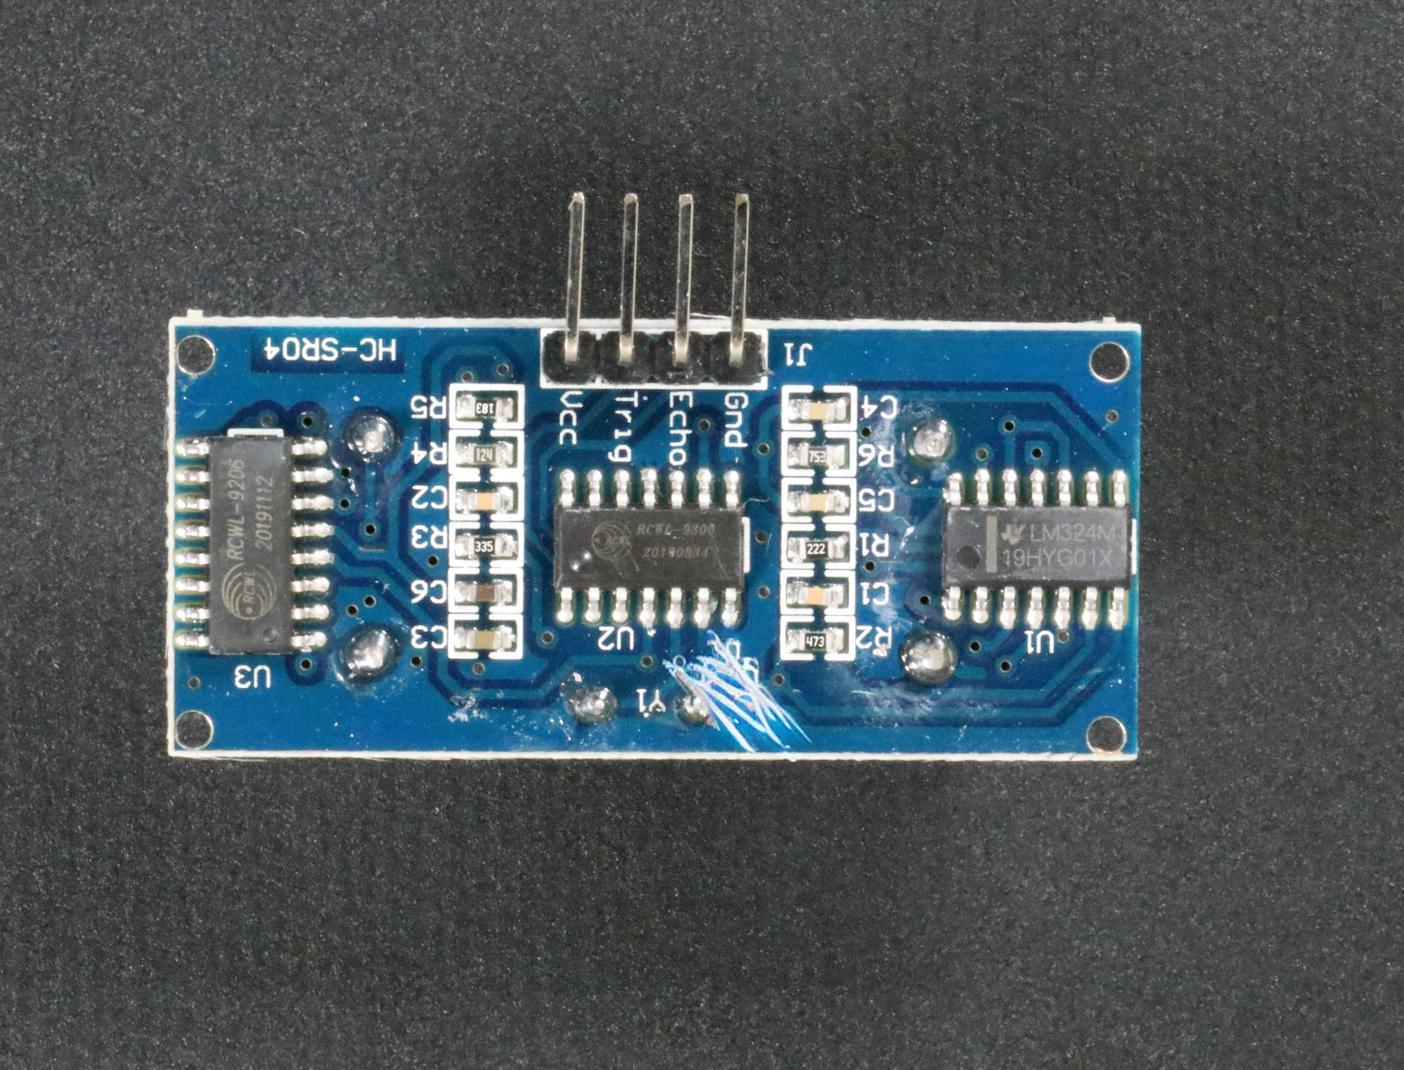 HC-SR04
J1
Vcc
Trig
Echo
Gnd
R5
183
R4
124
C2
R3
335
C6
C3
C4
R6
753
C5
R1
222
C1
R2
473
RCWL-9206
20191112
RCW
U3
RCWL-9300
U2
LM324M
19HYG01X
U1
Y1